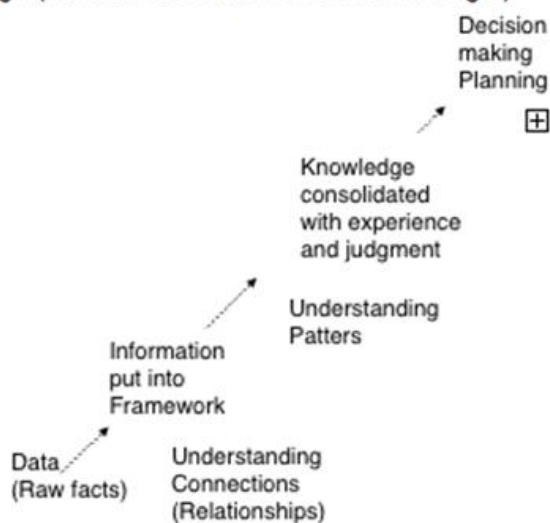 Decision
making
Planning
Knowledge
consolidated
with experience
and judgment
Understanding
Patters
Information
put into
Framework
Data
(Raw facts)
Understanding
Connections
(Relationships)